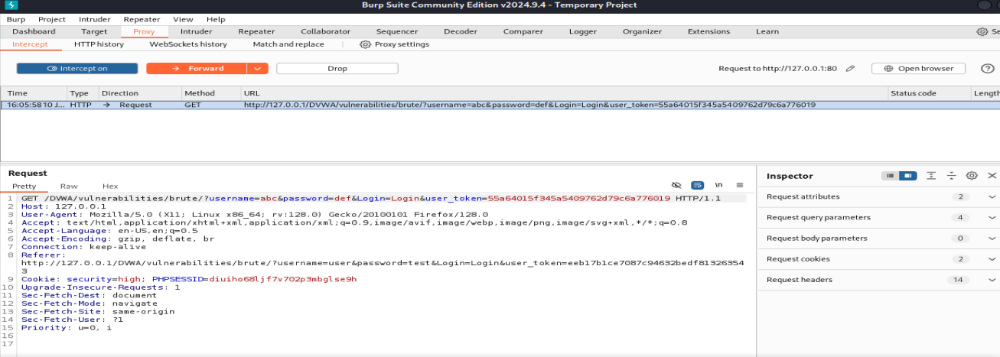 Burp Suite Community Edition v2024.9.4 - Temporary Project
Burp Project Intruder Repeater View Help
Dashboard Target Proxy Intruder Repeater Collaborator Sequencer Decoder Comparer Logger Organizer Extensions Learn Se
Intercept HTTP history WebSockets history Match and replace Proxy settings
Intercept on Forward Drop Request to http://127.0.0.1:80 Open browser
Time Type Direction Method URL Status code Length
16:05:58 10 J... HTTP → Request GET http://127.0.0.1/DVWA/vulnerabilities/brute/?username=abc&password=def&Login=Login&user_token=55a64015f345a5409762d79c6a776019
Request
Pretty Raw Hex \n
1 GET /DVWA/vulnerabilities/brute/?username=abc&password=def&Login=Login&user_token=55a64015f345a5409762d79c6a776019 HTTP/1.1
2 Host: 127.0.0.1
3 User-Agent: Mozilla/5.0 (X11; Linux x86_64; rv:128.0) Gecko/20100101 Firefox/128.0
4 Accept: text/html,application/xhtml+xml,application/xml;q=0.9,image/avif,image/webp,image/png,image/svg+xml,*/*;q=0.8
5 Accept-Language: en-US,en;q=0.5
6 Accept-Encoding: gzip, deflate, br
7 Connection: keep-alive
8 Referer:
http://127.0.0.1/DVWA/vulnerabilities/brute/?username=user&password=test&Login=Login&user_token=eeb17b1ce7087c94632bedf81326354
3
9 Cookie: security=high; PHPSESSID=diuiho68ljf7v702p3mbglse9h
10 Upgrade-Insecure-Requests: 1
11 Sec-Fetch-Dest: document
12 Sec-Fetch-Mode: navigate
13 Sec-Fetch-Site: same-origin
14 Sec-Fetch-User: ?1
15 Priority: u=0, i
16
17
Inspector
Request attributes 2
Request query parameters 4
Request body parameters 0
Request cookies 2
Request headers 14